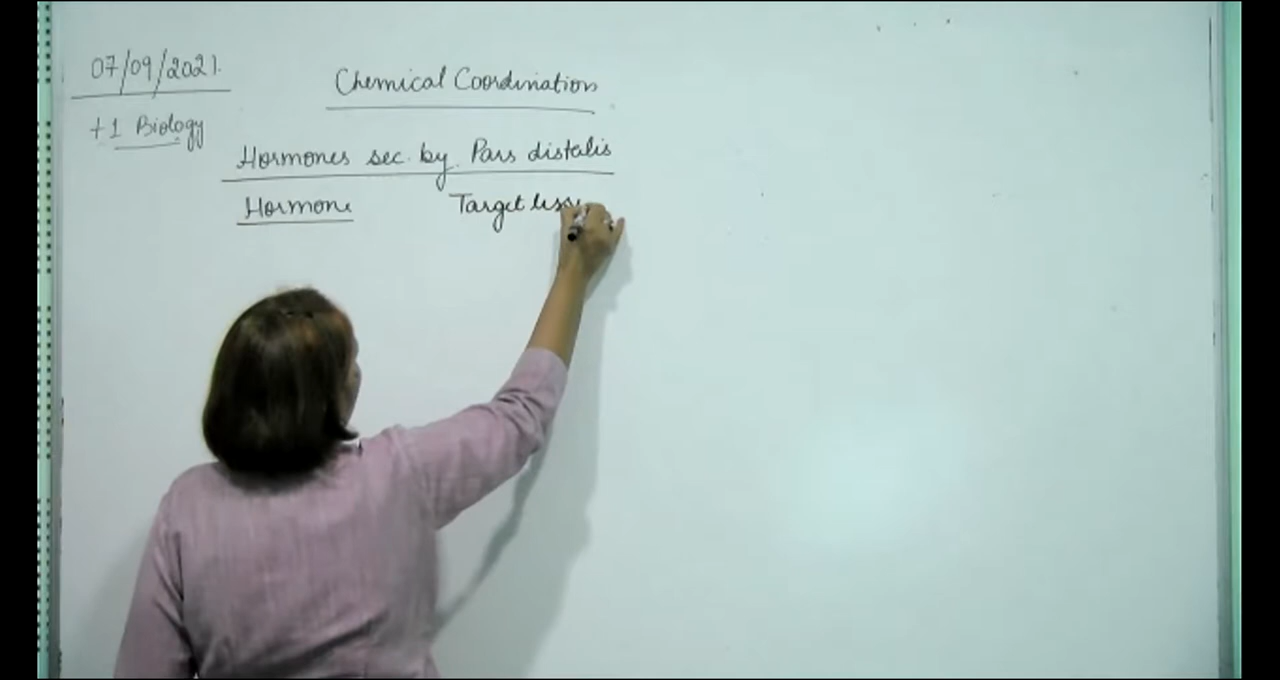 07/09/2021.
Chemical Coordination
+1 Biology
Hormones sec. by Pars distalis
Hormone Target